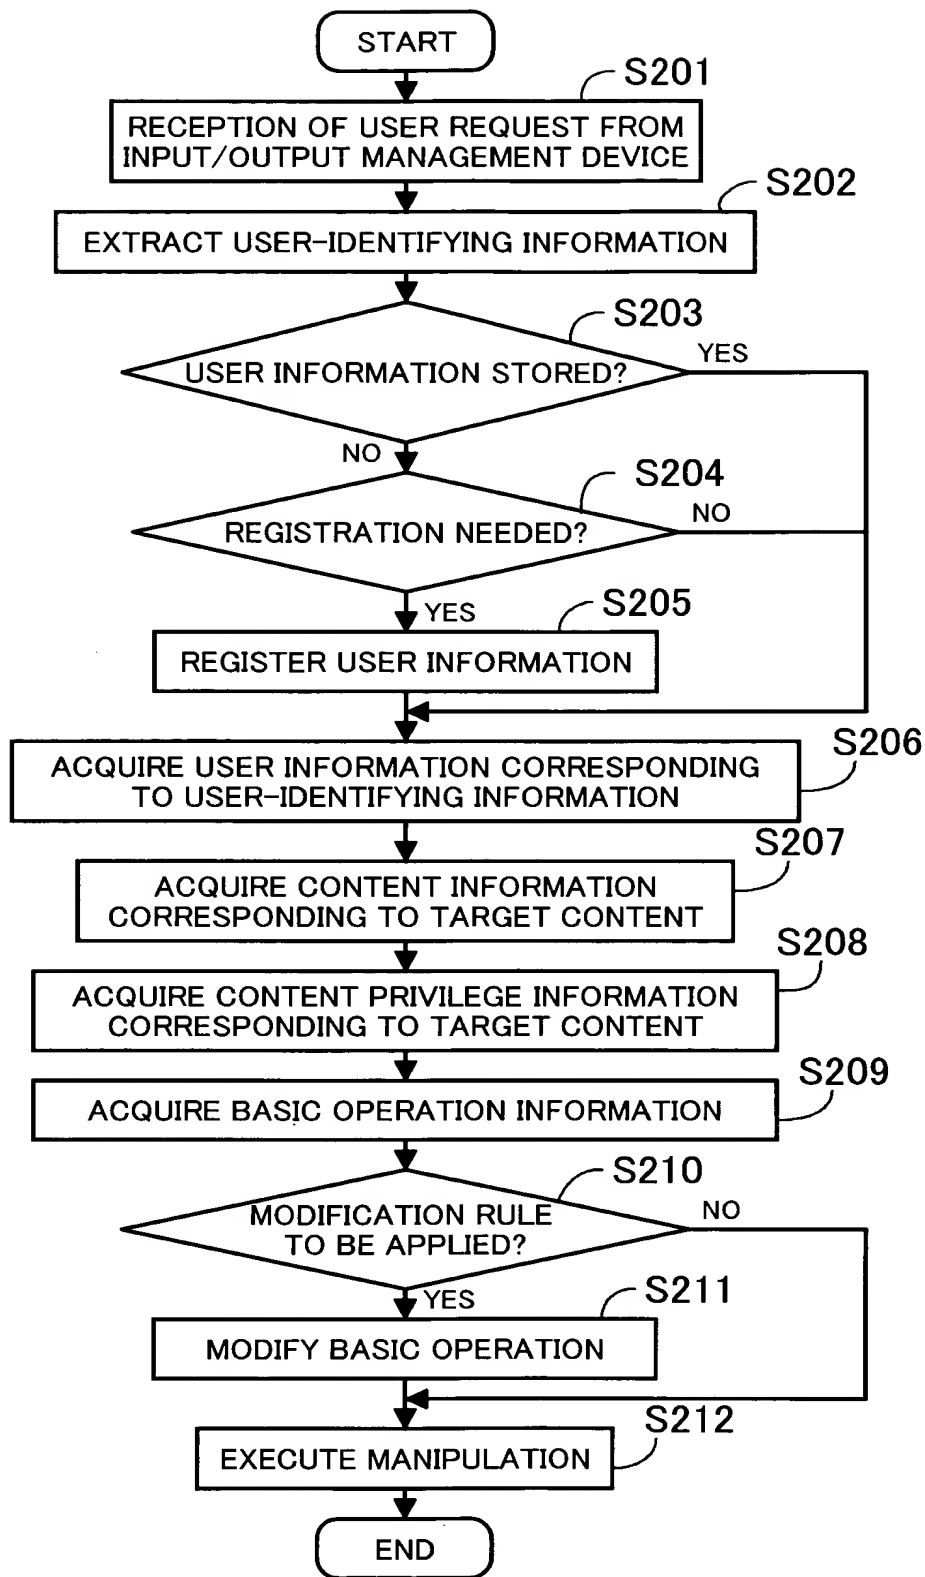 START
S201
RECEPTION OF USER REQUEST FROM
INPUT/OUTPUT MANAGEMENT DEVICE
S202
EXTRACT USER-IDENTIFYING INFORMATION
S203
USER INFORMATION STORED?
YES
NO
S204
REGISTRATION NEEDED?
NO
YES
S205
REGISTER USER INFORMATION
S206
ACQUIRE USER INFORMATION CORRESPONDING
TO USER-IDENTIFYING INFORMATION
S207
ACQUIRE CONTENT INFORMATION
CORRESPONDING TO TARGET CONTENT
S208
ACQUIRE CONTENT PRIVILEGE INFORMATION
CORRESPONDING TO TARGET CONTENT
S209
ACQUIRE BASIC OPERATION INFORMATION
S210
MODIFICATION RULE
TO BE APPLIED?
NO
YES
S211
MODIFY BASIC OPERATION
S212
EXECUTE MANIPULATION
END